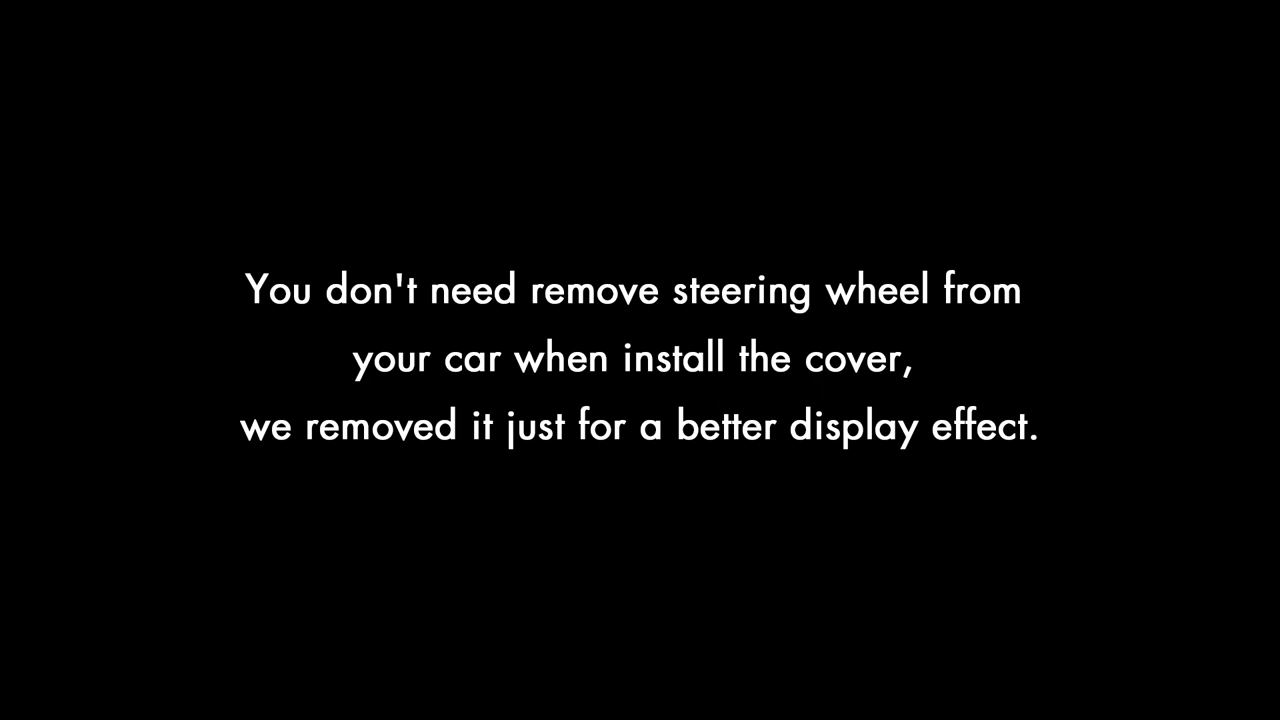 You don't need remove steering wheel from
your car when install the cover,
we removed it just for a better display effect.